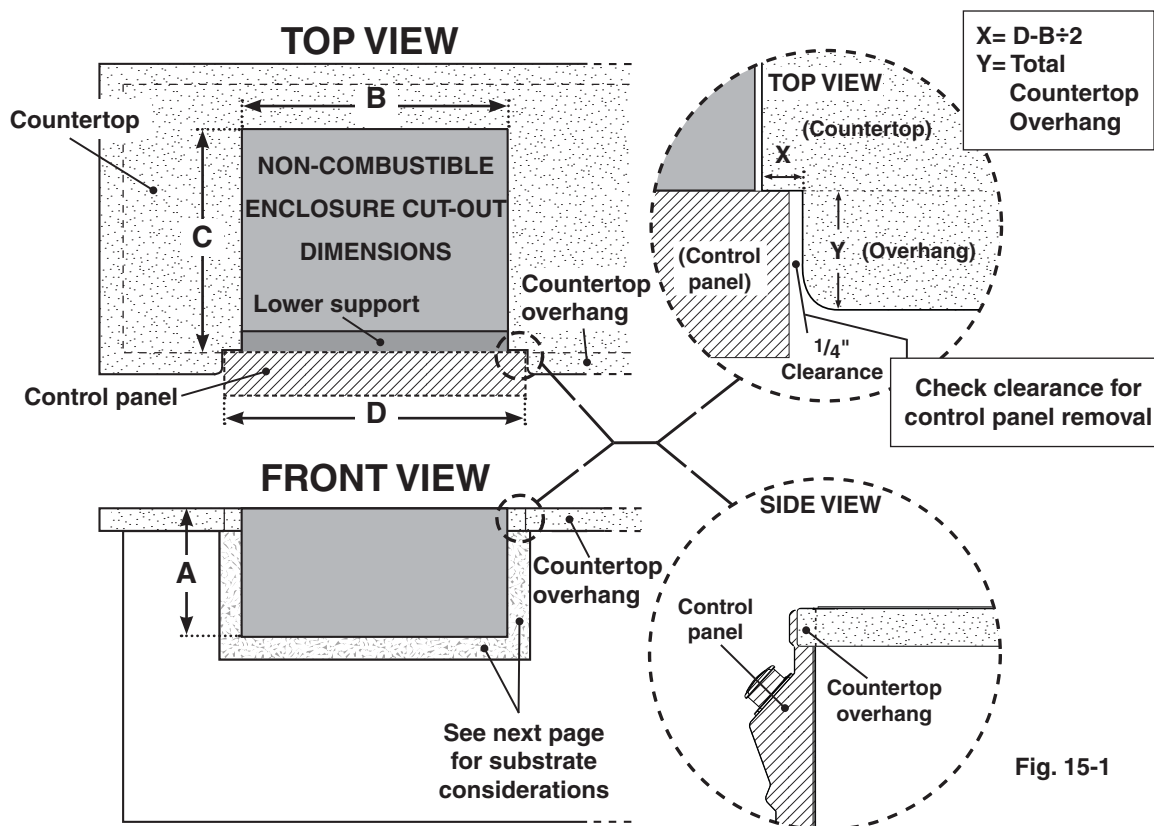 TOP VIEW
B
Countertop
C
NON-COMBUSTIBLE
ENCLOSURE CUT-OUT
DIMENSIONS
Lower support
Countertop
overhang
Control panel
D
TOP VIEW
(Countertop)
X
(Control
panel)
Y
(Overhang)
1/4"
Clearance
X= D-B÷2
Y= Total
Countertop
Overhang
Check clearance for
control panel removal
FRONT VIEW
A
Countertop
overhang
See next page
for substrate
considerations
SIDE VIEW
Control
panel
Countertop
overhang
Fig. 15-1